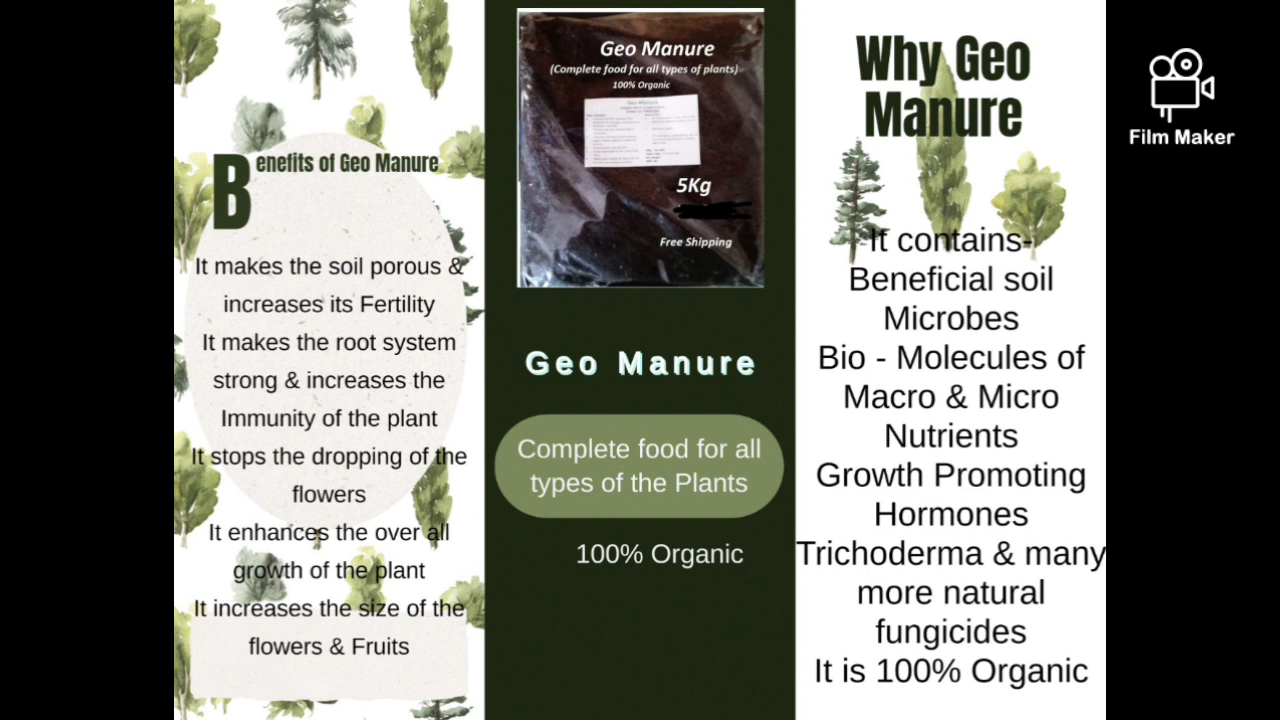 Benefits of Geo Manure
It makes the soil porous &
increases its Fertility
It makes the root system
strong & increases the
Immunity of the plant
It stops the dropping of the
flowers
It enhances the over all
growth of the plant
It increases the size of the
flowers & Fruits
Geo Manure
(Complete food for all types of plants)
100% Organic
Geo Manure
5Kg
Free Shipping
Geo Manure
Complete food for all
types of the Plants
100% Organic
Why Geo
Manure
It contains-
Beneficial soil
Microbes
Bio - Molecules of
Macro & Micro
Nutrients
Growth Promoting
Hormones
Trichoderma & many
more natural
fungicides
It is 100% Organic
Film Maker